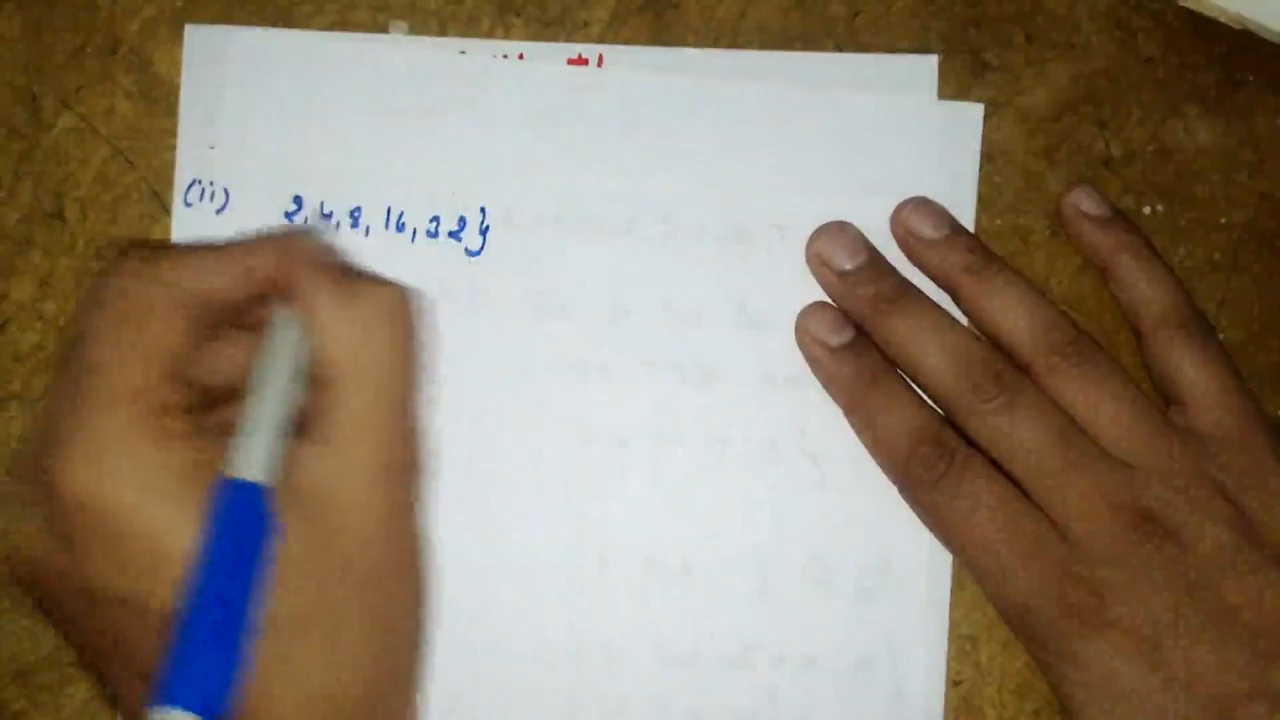 (ii) 2, 4, 8, 16, 32}